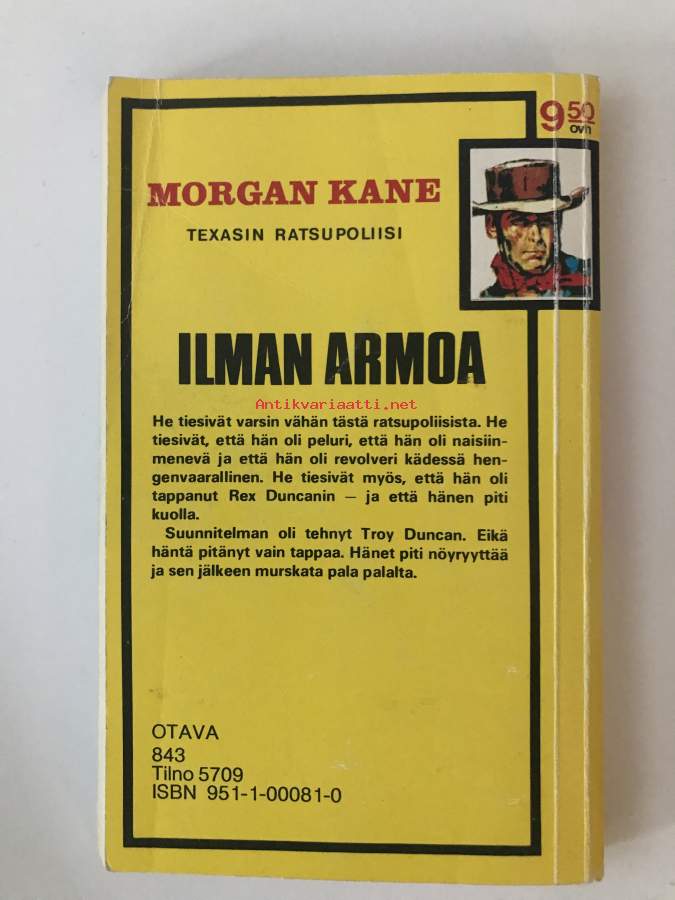 9 50
ovh
MORGAN KANE
TEXASIN RATSUPOLIISI
ILMAN ARMOA
Antikvariaatti.net
He tiesivät varsin vähän tästä ratsupoliisista. He
tiesivät, että hän oli peluri, että hän oli naisiin-
menevä ja että hän oli revolveri kädessä hen-
genvaarallinen. He tiesivät myös, että hän oli
tappanut Rex Duncanin — ja että hänen piti
kuolla.
Suunnitelman oli tehnyt Troy Duncan. Eikä
häntä pitänyt vain tappaa. Hänet piti nöyryyttää
ja sen jälkeen murskata pala palalta.
OTAVA
843
Tilno 5709
ISBN 951-1-00081-0